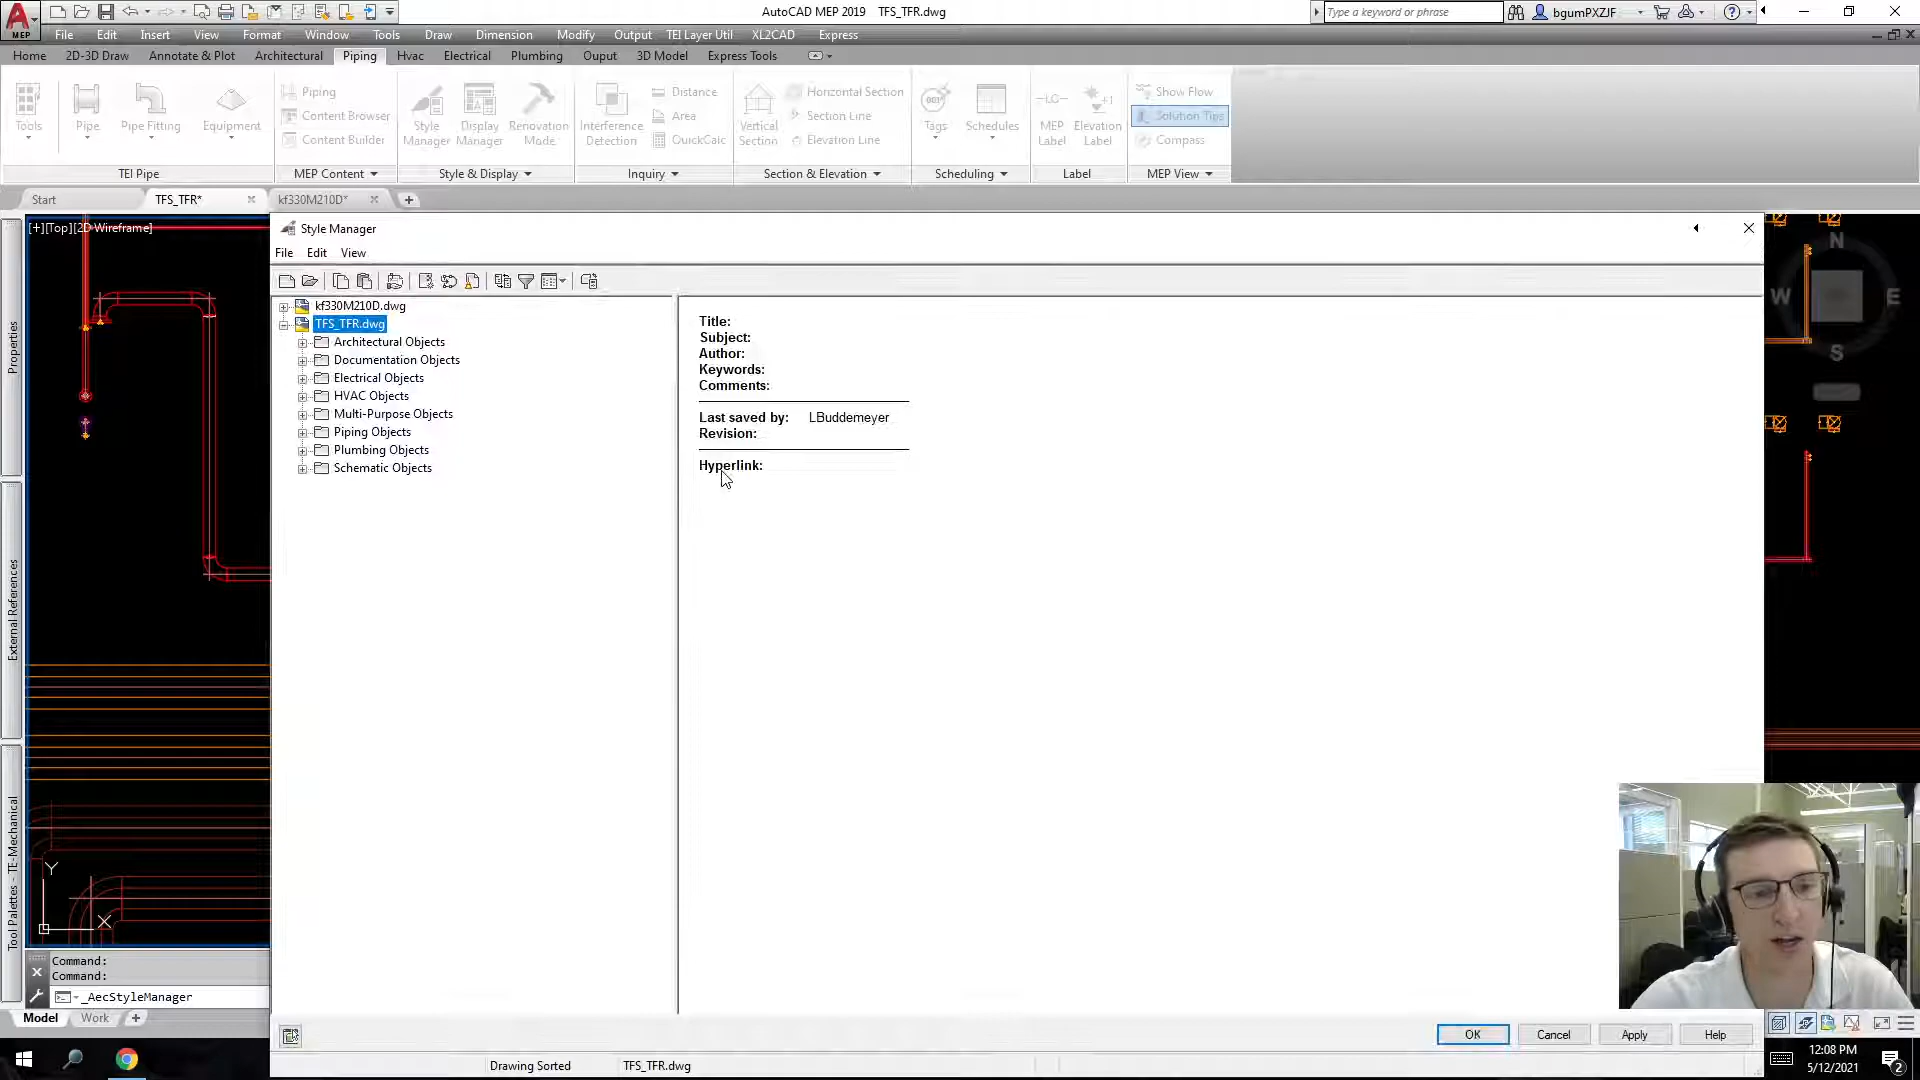 AutoCAD MEP 2019 TFS_TFR.dwg
Type a keyword or phrase
bgumPXZJF
MEP
File Edit Insert View Format Window Tools Draw Dimension Modify Output TEI Layer Util XL2CAD Express
Home 2D-3D Draw Annotate & Plot Architectural Piping Hvac Electrical Plumbing Ouput 3D Model Express Tools
Tools
Pipe
Pipe Fitting
Equipment
Piping
Content Browser
Content Builder
Style Manager
Display Manager
Renovation Mode
Interference Detection
Distance
Area
QuickCalc
Vertical Section
Horizontal Section
Section Line
Elevation Line
Tags
Schedules
MEP Label
Elevation Label
Show Flow
Solution Tips
Compass
TEI Pipe MEP Content Style & Display Inquiry Section & Elevation Scheduling Label MEP View
Start TFS_TFR* kf330M210D*
[+][Top][2D Wireframe]
Style Manager
File Edit View
kf330M210D.dwg
TFS_TFR.dwg
Architectural Objects
Documentation Objects
Electrical Objects
HVAC Objects
Multi-Purpose Objects
Piping Objects
Plumbing Objects
Schematic Objects
Title:
Subject:
Author:
Keywords:
Comments:
Last saved by: LBuddemeyer
Revision:
Hyperlink:
N
W E
S
Properties
External References
Tool Palettes - TE-Mechanical
Y
X
Command:
Command:
_AecStyleManager
Model Work
OK Cancel Apply Help
Drawing Sorted TFS_TFR.dwg
12:08 PM
5/12/2021
2